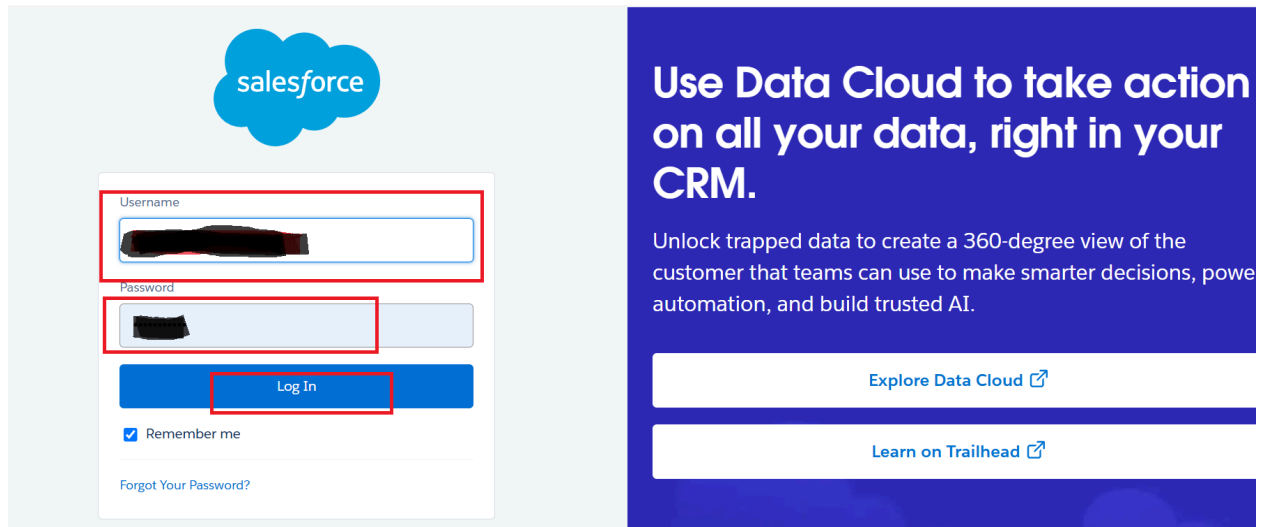 salesforce
Username
Password
Log In
Remember me
Forgot Your Password?
Use Data Cloud to take action
on all your data, right in your
CRM.
Unlock trapped data to create a 360-degree view of the
customer that teams can use to make smarter decisions, powe
automation, and build trusted AI.
Explore Data Cloud
Learn on Trailhead